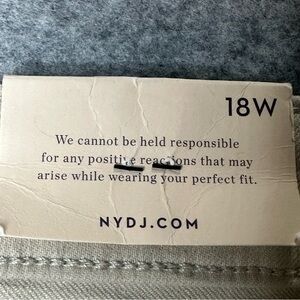 18W
We cannot be held responsible
for any positive reactions that may
arise while wearing your perfect fit.
NYDJ.COM